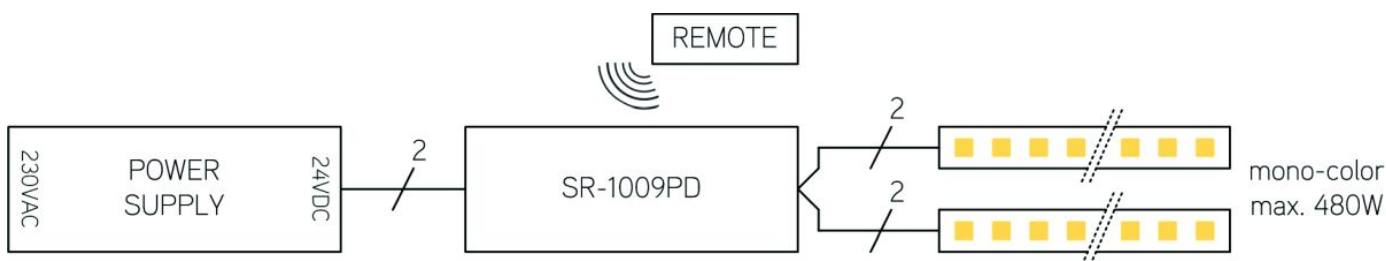 REMOTE
230VAC
POWER
SUPPLY
24VDC
2
SR-1009PD
2
2
mono-color
max. 480W